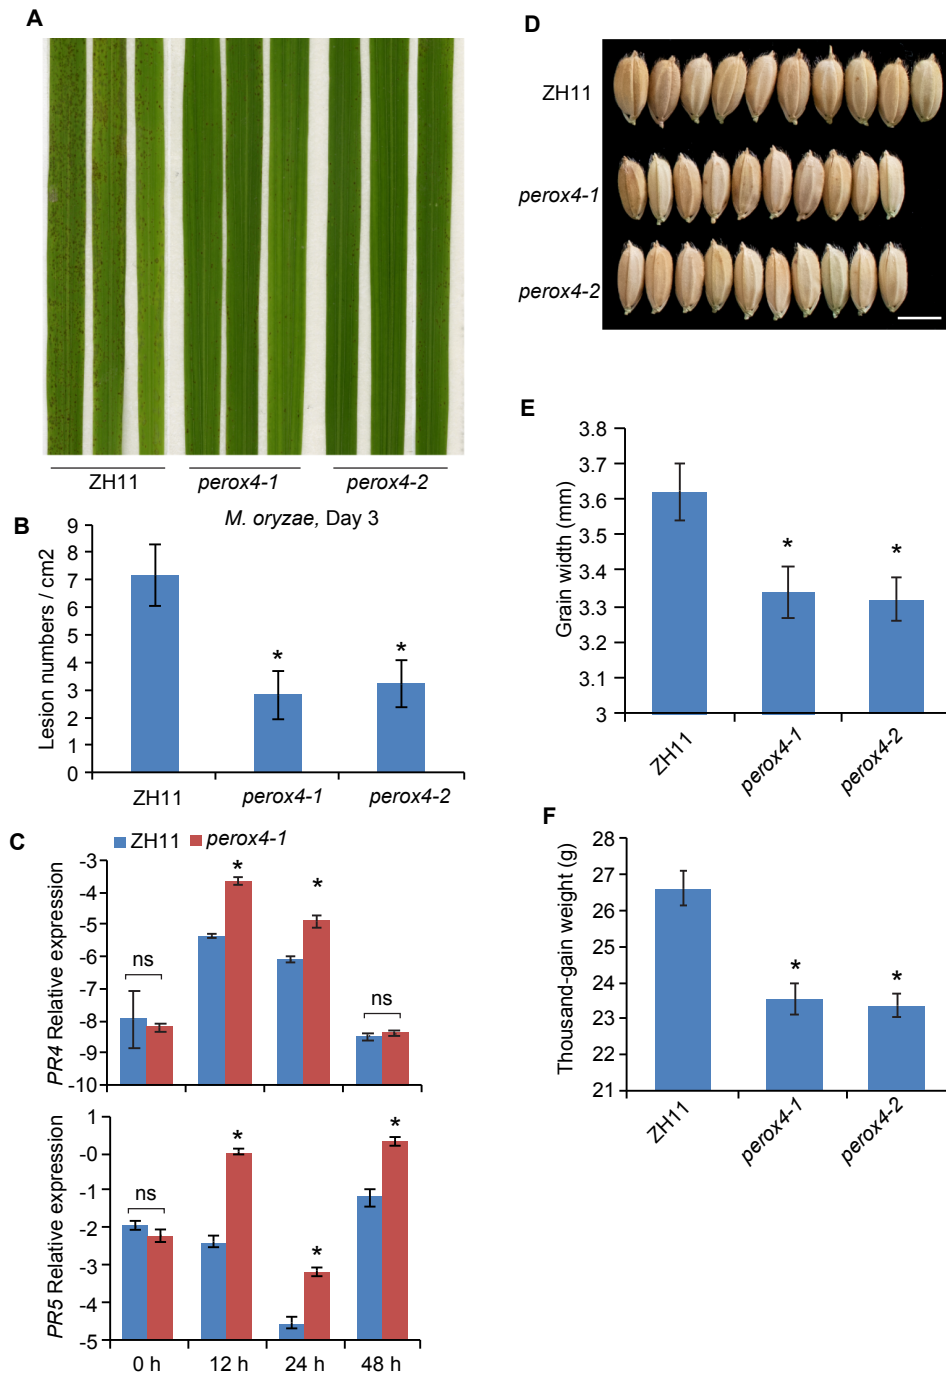 A
ZH11
perox4-1
perox4-2
M. oryzae, Day 3
B
Lesion numbers / cm2
9
8
7
6
5
4
3
2
1
0
*
*
ZH11
perox4-1
perox4-2
C
ZH11
perox4-1
PR4 Relative expression
-3
-4
-5
-6
-7
-8
-9
-10
ns
*
*
ns
PR5 Relative expression
1
-0
-1
-2
-3
-4
-5
ns
*
*
*
0 h
12 h
24 h
48 h
D
ZH11
perox4-1
perox4-2
E
Grain width (mm)
3.8
3.7
3.6
3.5
3.4
3.3
3.2
3.1
3
*
*
ZH11
perox4-1
perox4-2
F
Thousand-gain weight (g)
28
27
26
25
24
23
22
21
*
*
ZH11
perox4-1
perox4-2